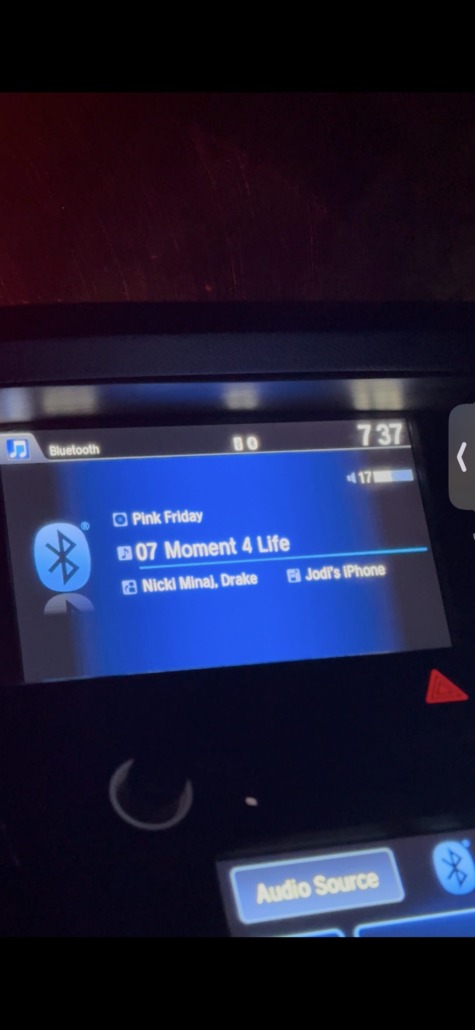 Bluetooth
7 37
17
Pink Friday
07 Moment 4 Life
Nicki Minaj, Drake
Jodi's iPhone
Audio Source